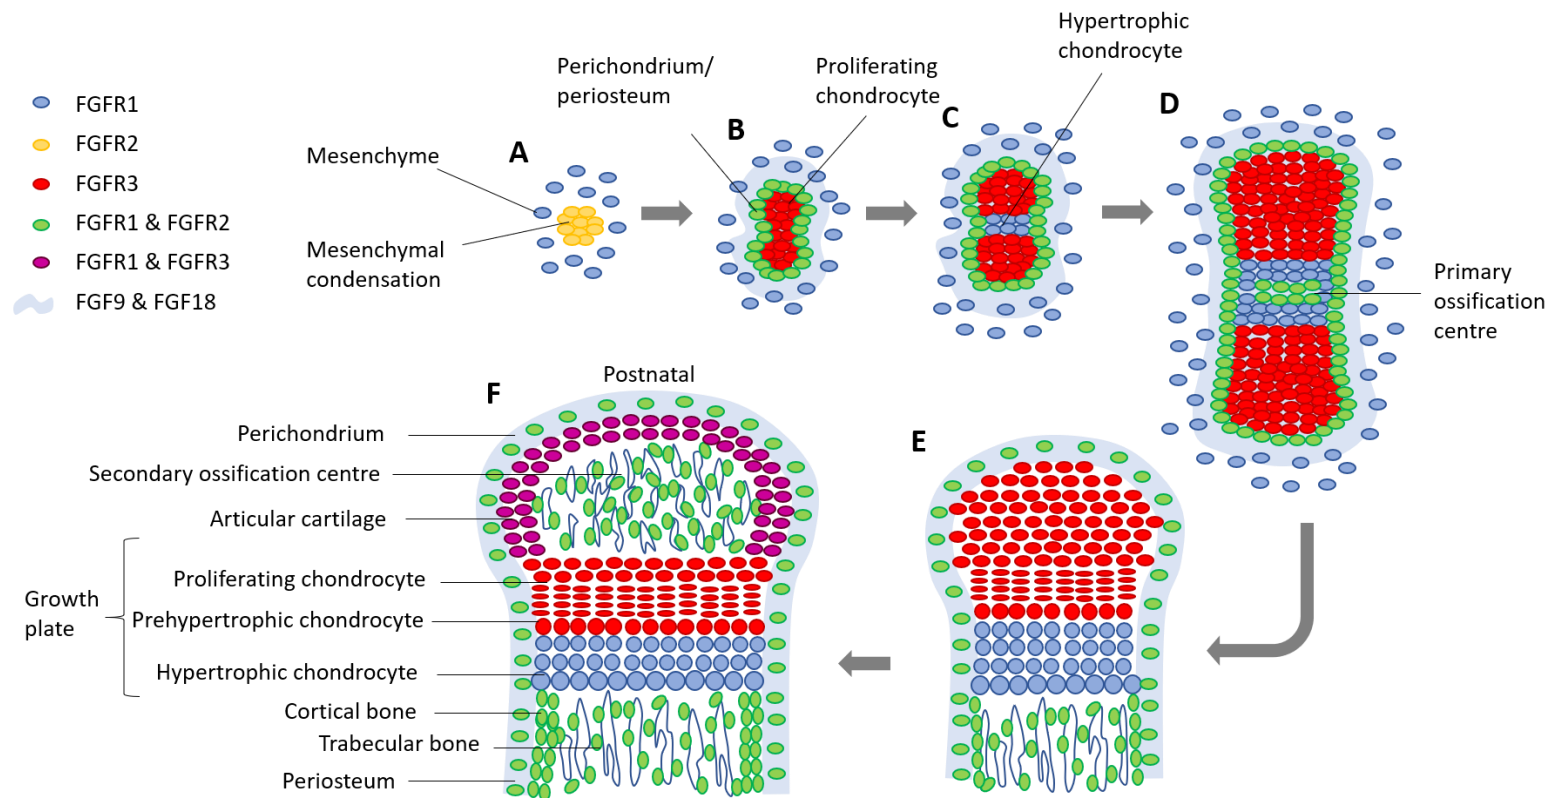 FGFR1
FGFR2
FGFR3
FGFR1 & FGFR2
FGFR1 & FGFR3
FGF9 & FGF18
Mesenchyme
Mesenchymal
condensation
A
Perichondrium/
periosteum
B
Proliferating
chondrocyte
C
Hypertrophic
chondrocyte
D
Primary
ossification
centre
E
F
Postnatal
Perichondrium
Secondary ossification centre
Articular cartilage
Growth
plate
Proliferating chondrocyte
Prehypertrophic chondrocyte
Hypertrophic chondrocyte
Cortical bone
Trabecular bone
Periosteum